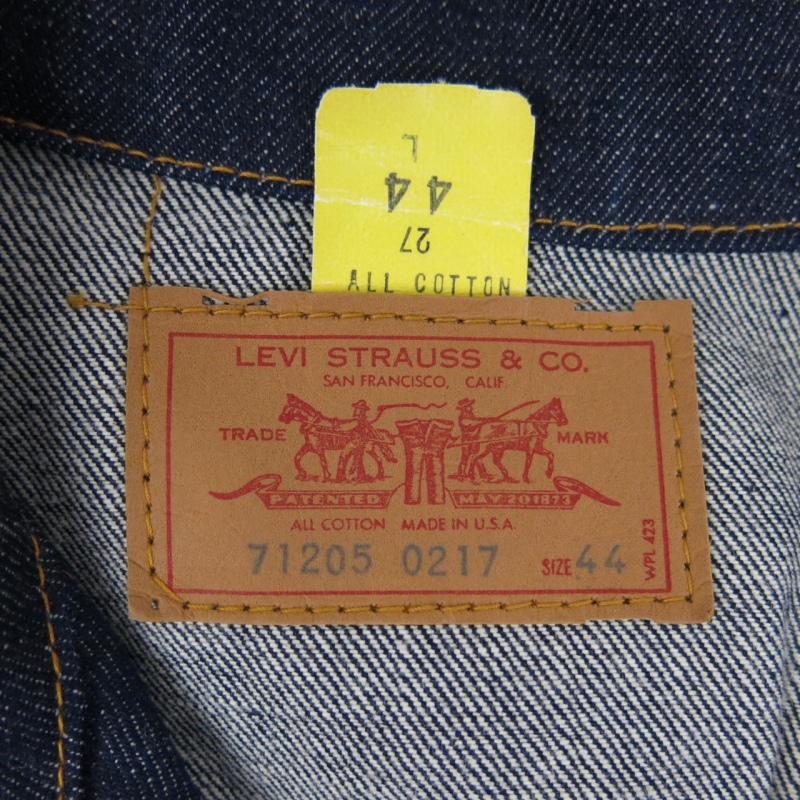 L
44
27
ALL COTTON
LEVI STRAUSS & CO.
SAN FRANCISCO, CALIF.
TRADE MARK
PATENTED MAY 20 1873
ALL COTTON MADE IN U.S.A.
71205 0217 SIZE 44
WPL 423